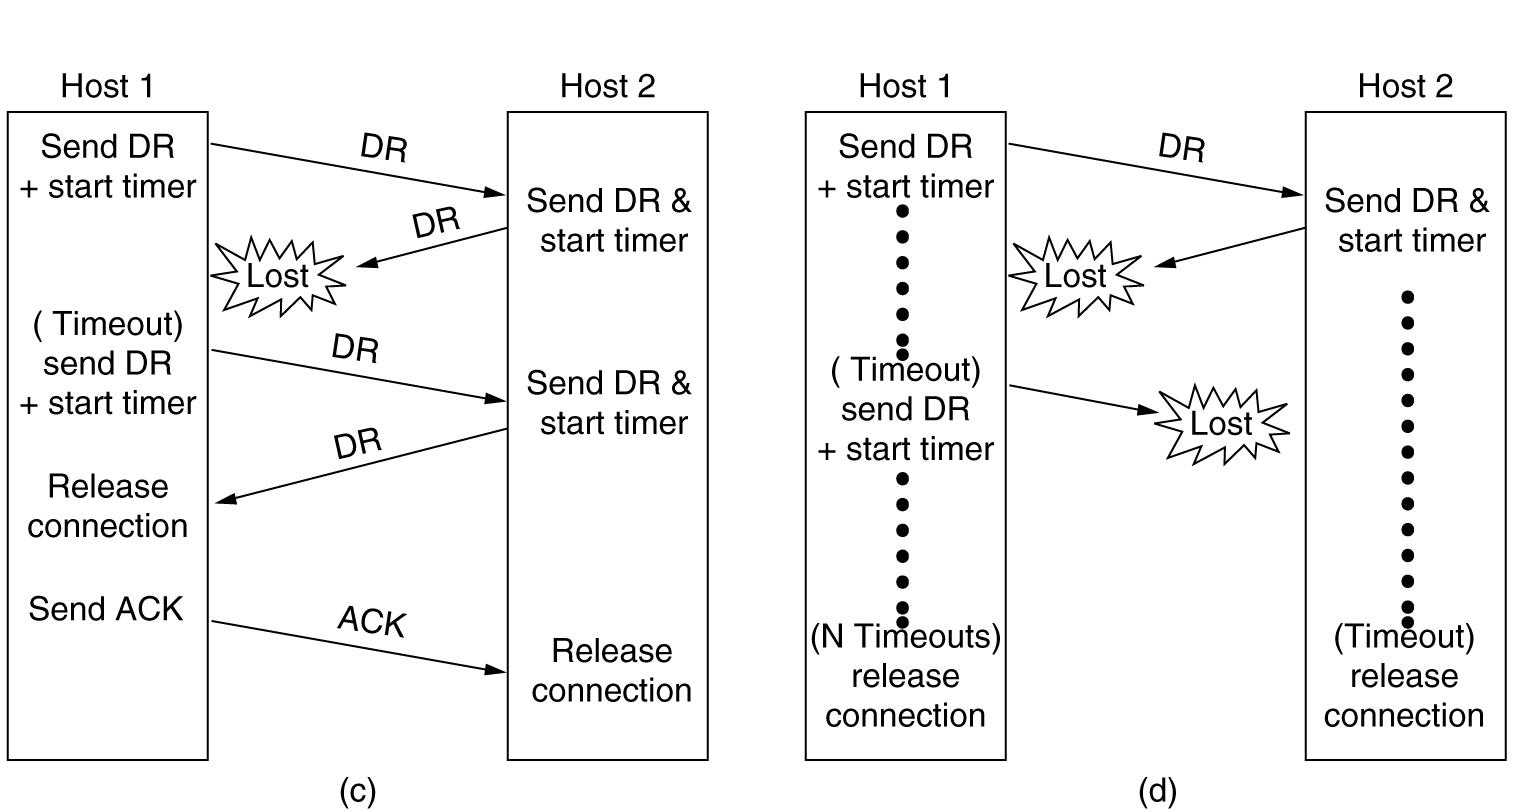 Host 1
Host 2
Send DR
+ start timer
DR
Send DR &
start timer
DR
Lost
( Timeout)
send DR
+ start timer
DR
Send DR &
start timer
DR
Release
connection
Send ACK
ACK
Release
connection
(c)
Host 1
Host 2
Send DR
+ start timer
DR
Send DR &
start timer
Lost
( Timeout)
send DR
+ start timer
Lost
(N Timeouts)
release
connection
(Timeout)
release
connection
(d)